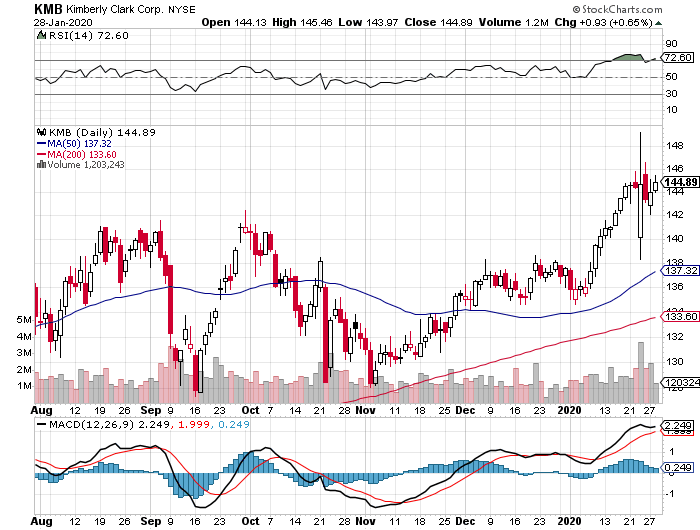 KMB Kimberly Clark Corp. NYSE © StockCharts.com
28-Jan-2020 Open 144.13 High 145.46 Low 143.97 Close 144.89 Volume 1.2M Chg +0.93 (+0.65%)
RSI(14) 72.60
90
72.60
50
30
10
KMB (Daily) 144.89
MA(50) 137.32
MA(200) 133.60
Volume 1,203,243
148
146
144.89
144
142
140
138
137.32
136
134
133.60
132
130
128
5M
4M
3M
2M
1M
Aug 12 19 26 Sep 9 16 23 Oct 7 14 21 28 Nov 11 18 25 Dec 9 16 23 2020 13 21 27
MACD(12,26,9) 2.249, 1.999, 0.249
2.249
1.999
1
0.249
-1
Aug 12 19 26 Sep 9 16 23 Oct 7 14 21 28 Nov 11 18 25 Dec 9 16 23 2020 13 21 27